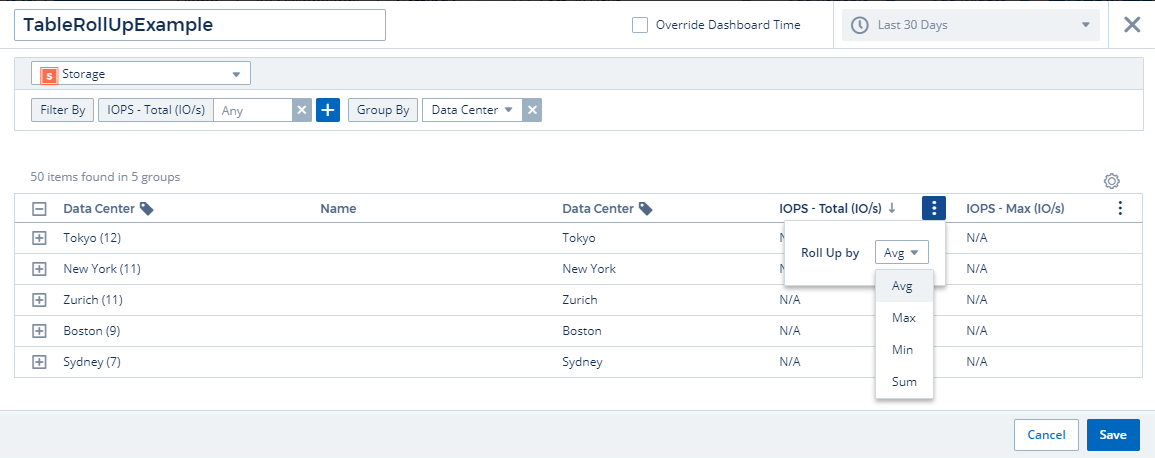 TableRollUpExample
Override Dashboard Time
Last 30 Days
S Storage
Filter By IOPS - Total (IO/s) Any Group By Data Center
50 items found in 5 groups
Data Center Name Data Center IOPS - Total (IO/s) ↓ IOPS - Max (IO/s)
Tokyo (12) Tokyo N/A
New York (11) New York N/A
Zurich (11) Zurich N/A N/A
Boston (9) Boston N/A N/A
Sydney (7) Sydney N/A N/A
Roll Up by Avg
Avg
Max
Min
Sum
Cancel Save